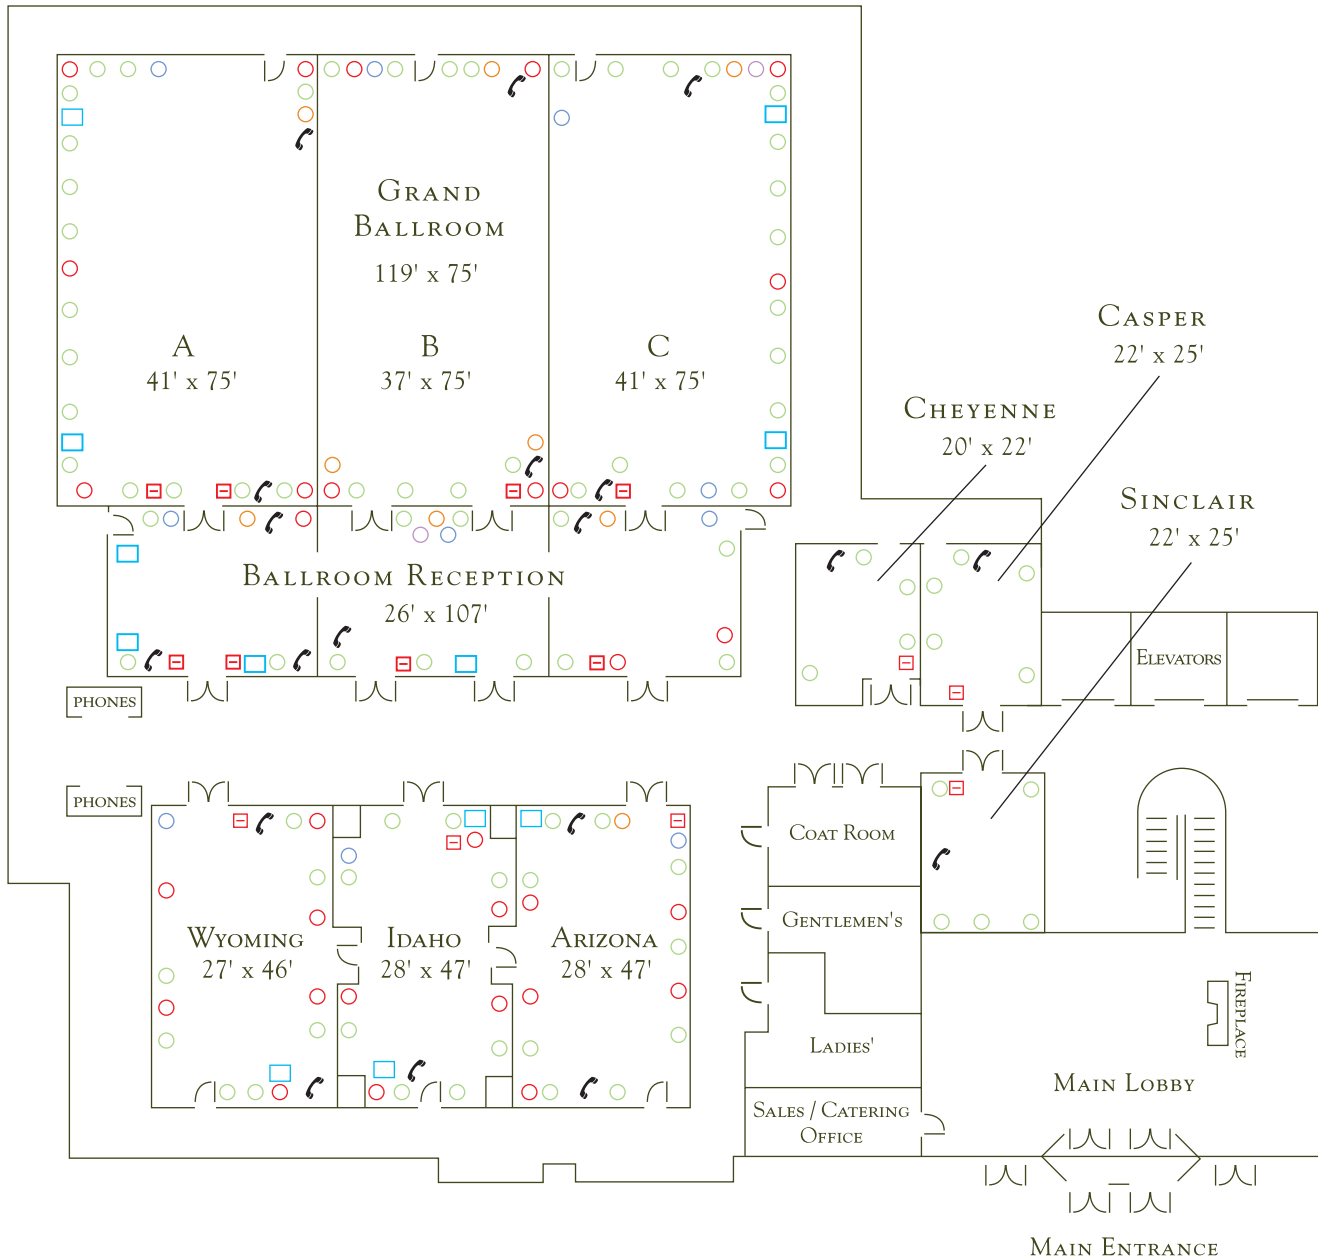 Grand
Ballroom
119' x 75'
A
41' x 75'
B
37' x 75'
C
41' x 75'
Casper
22' x 25'
Cheyenne
20' x 22'
Sinclair
22' x 25'
Ballroom Reception
26' x 107'
Elevators
phones
phones
Coat Room
Gentlemen's
Wyoming
27' x 46'
Idaho
28' x 47'
Arizona
28' x 47'
Fireplace
Ladies'
Main Lobby
Sales / Catering
Office
Main Entrance